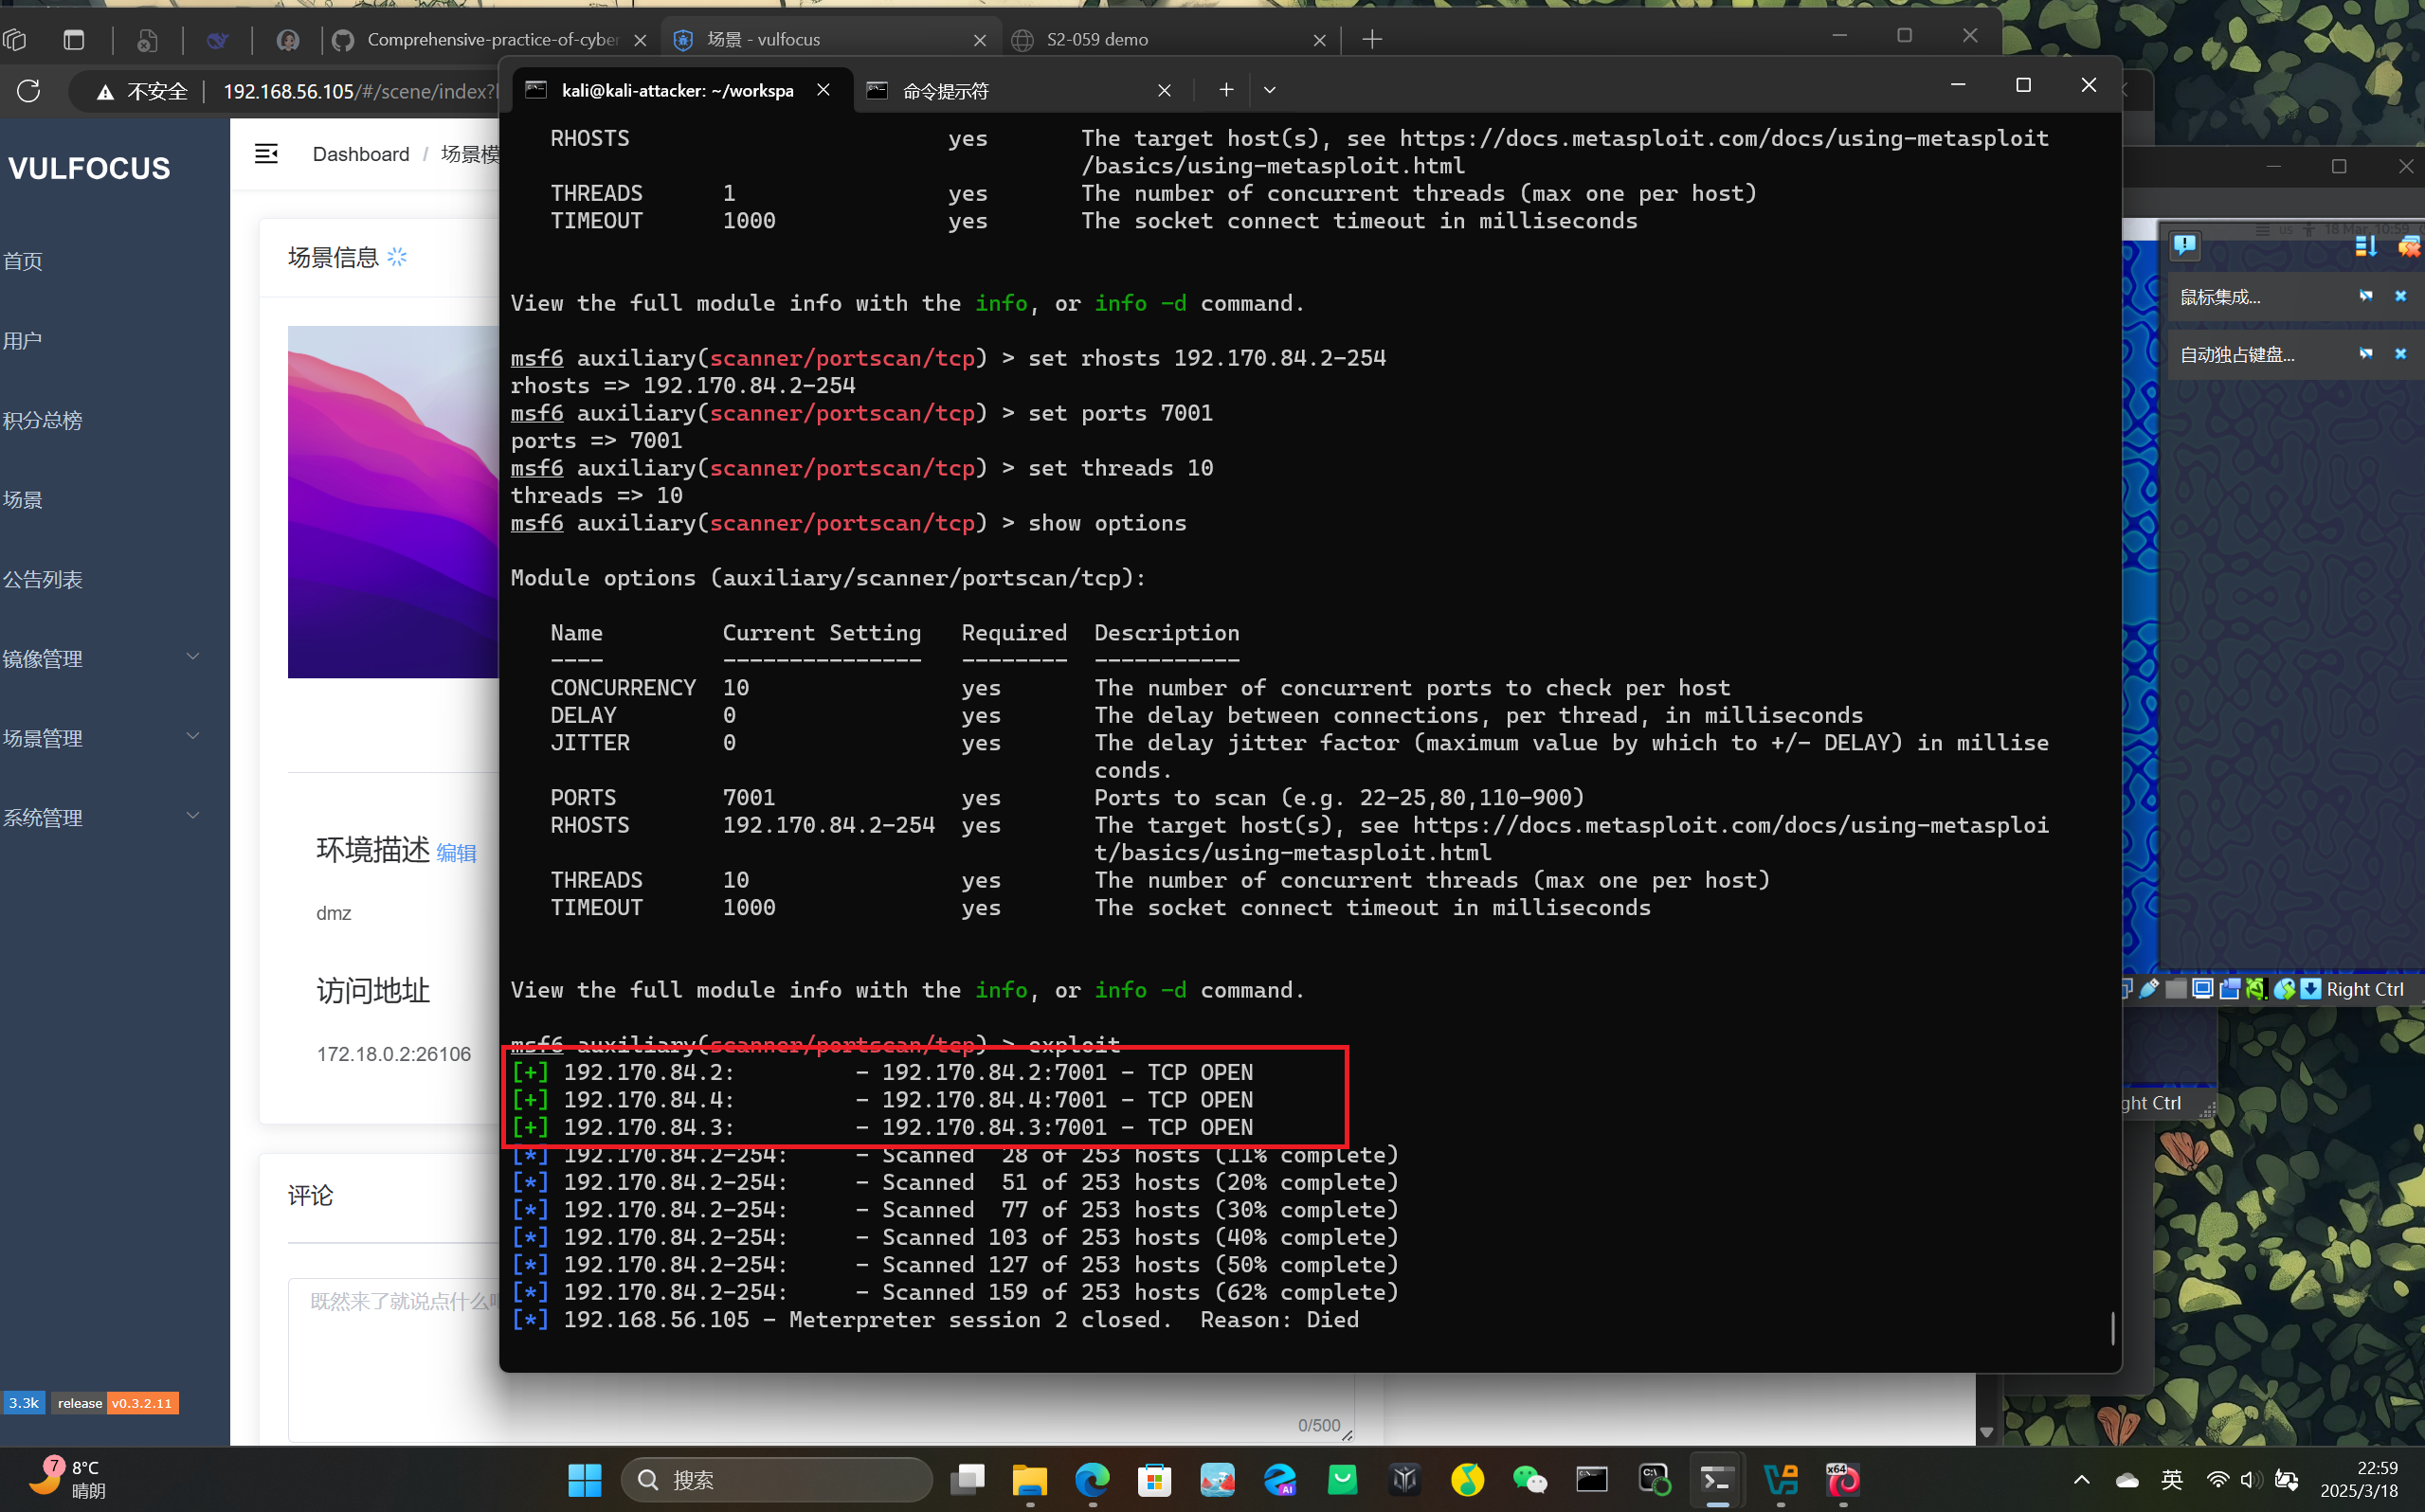 Comprehensive-practice-of-cyber
场景 - vulfocus
S2-059 demo
不安全
192.168.56.105/#/scene/index?
kali@kali-attacker: ~/workspa
命令提示符
VULFOCUS
首页
用户
积分总榜
场景
公告列表
镜像管理
场景管理
系统管理
3.3k
release v0.3.2.11
Dashboard / 场景模
场景信息
环境描述 编辑
dmz
访问地址
172.18.0.2:26106
评论
既然来了就说点什么
0/500
RHOSTS yes The target host(s), see https://docs.metasploit.com/docs/using-metasploit
/basics/using-metasploit.html
THREADS 1 yes The number of concurrent threads (max one per host)
TIMEOUT 1000 yes The socket connect timeout in milliseconds
View the full module info with the info, or info -d command.
msf6 auxiliary(scanner/portscan/tcp) > set rhosts 192.170.84.2-254
rhosts => 192.170.84.2-254
msf6 auxiliary(scanner/portscan/tcp) > set ports 7001
ports => 7001
msf6 auxiliary(scanner/portscan/tcp) > set threads 10
threads => 10
msf6 auxiliary(scanner/portscan/tcp) > show options
Module options (auxiliary/scanner/portscan/tcp):
Name Current Setting Required Description
---- --------------- -------- -----------
CONCURRENCY 10 yes The number of concurrent ports to check per host
DELAY 0 yes The delay between connections, per thread, in milliseconds
JITTER 0 yes The delay jitter factor (maximum value by which to +/- DELAY) in millise
conds.
PORTS 7001 yes Ports to scan (e.g. 22-25,80,110-900)
RHOSTS 192.170.84.2-254 yes The target host(s), see https://docs.metasploit.com/docs/using-metasploi
t/basics/using-metasploit.html
THREADS 10 yes The number of concurrent threads (max one per host)
TIMEOUT 1000 yes The socket connect timeout in milliseconds
View the full module info with the info, or info -d command.
msf6 auxiliary(scanner/portscan/tcp) > exploit
[+] 192.170.84.2: - 192.170.84.2:7001 - TCP OPEN
[+] 192.170.84.4: - 192.170.84.4:7001 - TCP OPEN
[+] 192.170.84.3: - 192.170.84.3:7001 - TCP OPEN
[*] 192.170.84.2-254: - Scanned 28 of 253 hosts (11% complete)
[*] 192.170.84.2-254: - Scanned 51 of 253 hosts (20% complete)
[*] 192.170.84.2-254: - Scanned 77 of 253 hosts (30% complete)
[*] 192.170.84.2-254: - Scanned 103 of 253 hosts (40% complete)
[*] 192.170.84.2-254: - Scanned 127 of 253 hosts (50% complete)
[*] 192.170.84.2-254: - Scanned 159 of 253 hosts (62% complete)
[*] 192.168.56.105 - Meterpreter session 2 closed. Reason: Died
us 18 Mar, 10:59
鼠标集成...
自动独占键盘...
Right Ctrl
ght Ctrl
7
8°C
晴朗
搜索
英
22:59
2025/3/18